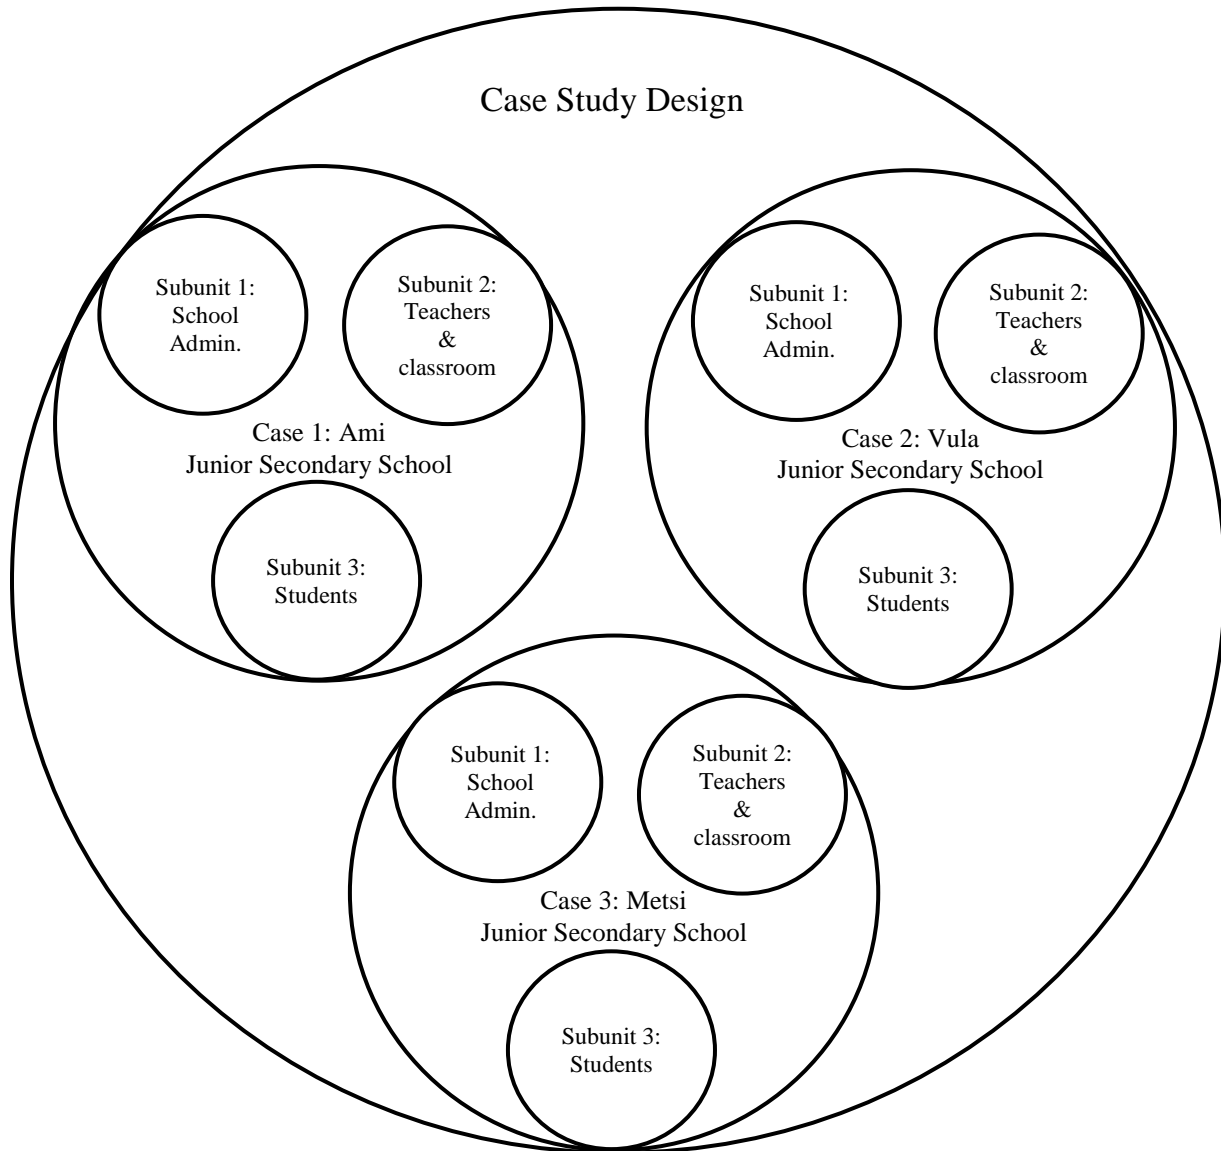 Case Study Design
Subunit 1:
School
Admin.
Subunit 2:
Teachers
&
classroom
Case 1: Ami
Junior Secondary School
Subunit 3:
Students
Subunit 1:
School
Admin.
Subunit 2:
Teachers
&
classroom
Case 2: Vula
Junior Secondary School
Subunit 3:
Students
Subunit 1:
School
Admin.
Subunit 2:
Teachers
&
classroom
Case 3: Metsi
Junior Secondary School
Subunit 3:
Students